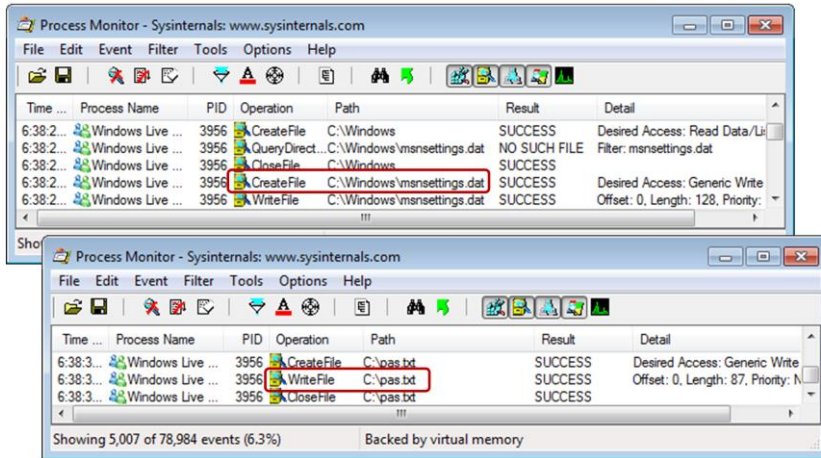 Process Monitor - Sysinternals: www.sysinternals.com
File Edit Event Filter Tools Options Help
Time ... Process Name PID Operation Path Result Detail
6:38:2... Windows Live ... 3956 CreateFile C:\Windows SUCCESS Desired Access: Read Data/Li
6:38:2... Windows Live ... 3956 QueryDirect... C:\Windows\msnsettings.dat NO SUCH FILE Filter: msnsettings.dat
6:38:2... Windows Live ... 3956 CloseFile C:\Windows SUCCESS
6:38:2... Windows Live ... 3956 CreateFile C:\Windows\msnsettings.dat SUCCESS Desired Access: Generic Write
6:38:2... Windows Live ... 3956 WriteFile C:\Windows\msnsettings.dat SUCCESS Offset: 0, Length: 128, Priority:
Sho
Process Monitor - Sysinternals: www.sysinternals.com
File Edit Event Filter Tools Options Help
Time ... Process Name PID Operation Path Result Detail
6:38:3... Windows Live ... 3956 CreateFile C:\pas.txt SUCCESS Desired Access: Generic Write
6:38:3... Windows Live ... 3956 WriteFile C:\pas.txt SUCCESS Offset: 0, Length: 87, Priority: N
6:38:3... Windows Live ... 3956 CloseFile C:\pas.txt SUCCESS
Showing 5,007 of 78,984 events (6.3%) Backed by virtual memory